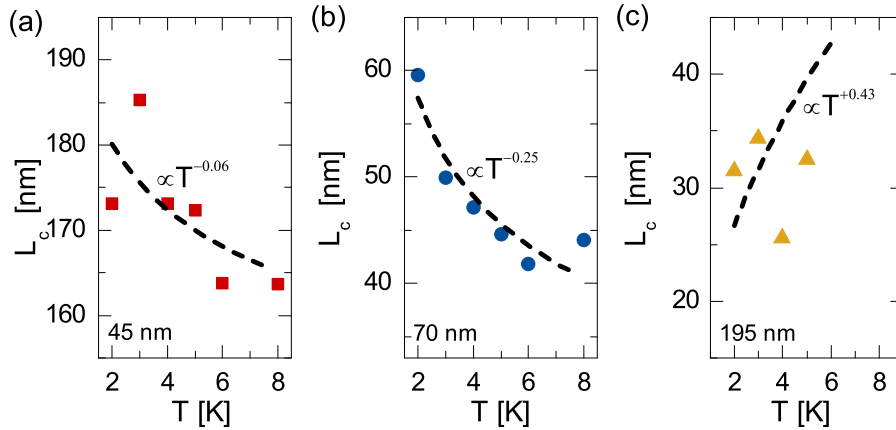 (a)
190
180
170
160
L_c [nm]
∝T^−0.06
45 nm
2 4 6 8
T [K]
(b)
60
50
40
L_c [nm]
∝T^−0.25
70 nm
2 4 6 8
T [K]
(c)
40
30
20
L_c [nm]
∝T^+0.43
195 nm
2 4 6 8
T [K]